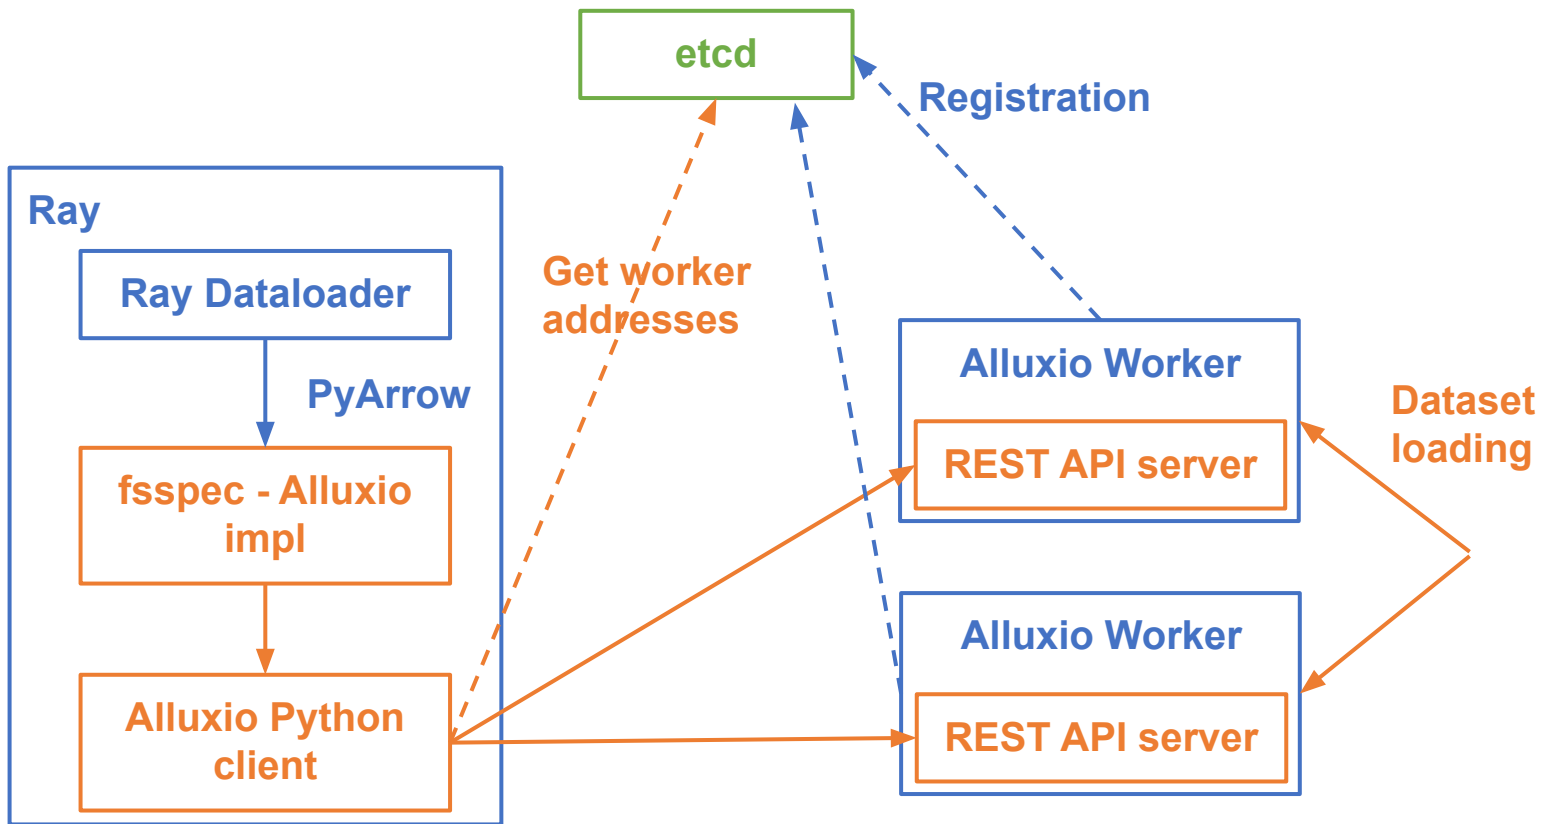 etcd
Registration
Ray
Ray Dataloader
Get worker
addresses
PyArrow
Alluxio Worker
REST API server
Dataset
loading
fsspec - Alluxio
impl
Alluxio Worker
REST API server
Alluxio Python
client